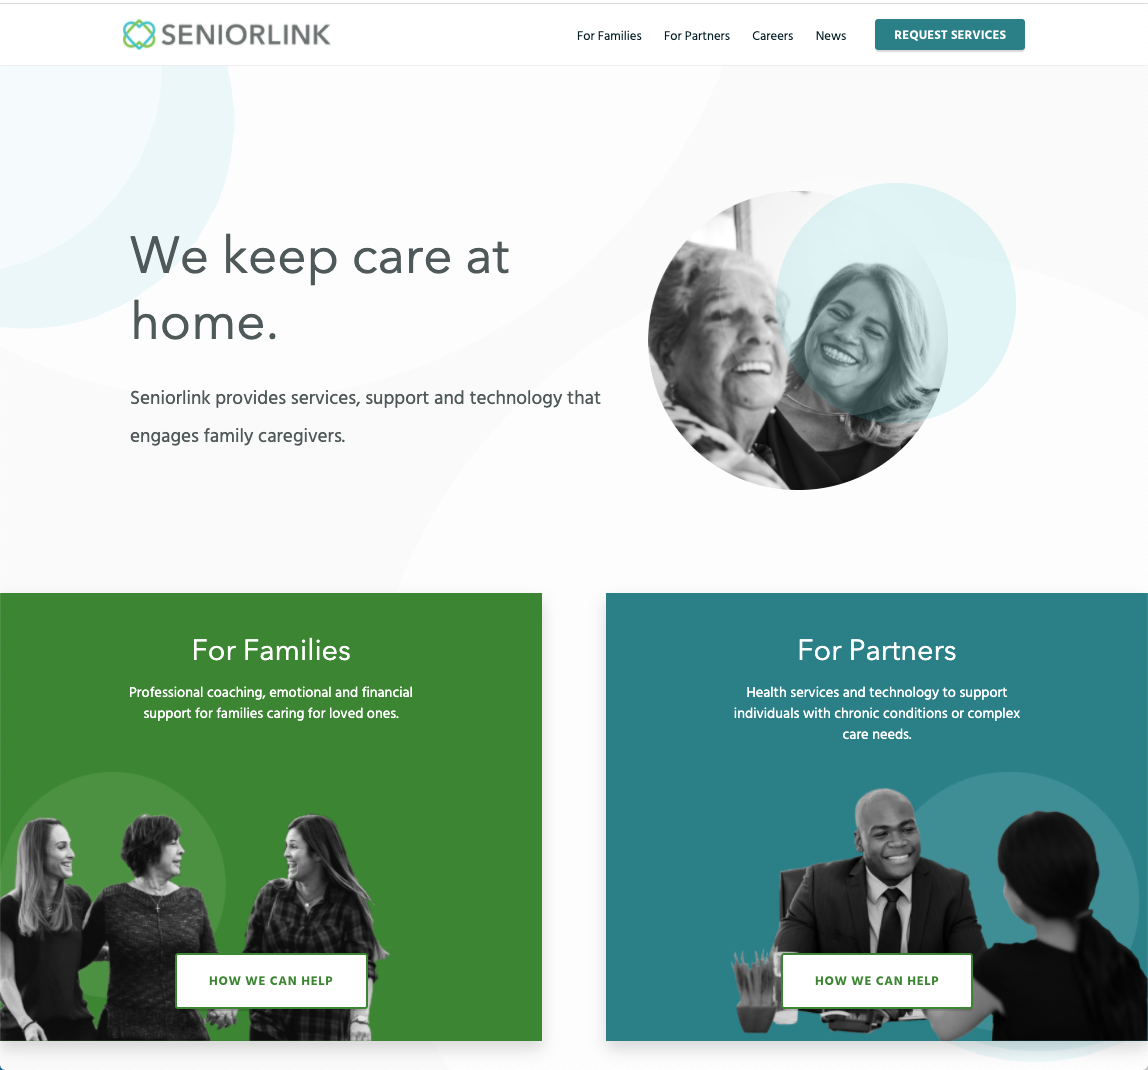 SENIORLINK
For Families
For Partners
Careers
News
REQUEST SERVICES
We keep care at
home.
Seniorlink provides services, support and technology that
engages family caregivers.
For Families
Professional coaching, emotional and financial
support for families caring for loved ones.
HOW WE CAN HELP
For Partners
Health services and technology to support
individuals with chronic conditions or complex
care needs.
HOW WE CAN HELP